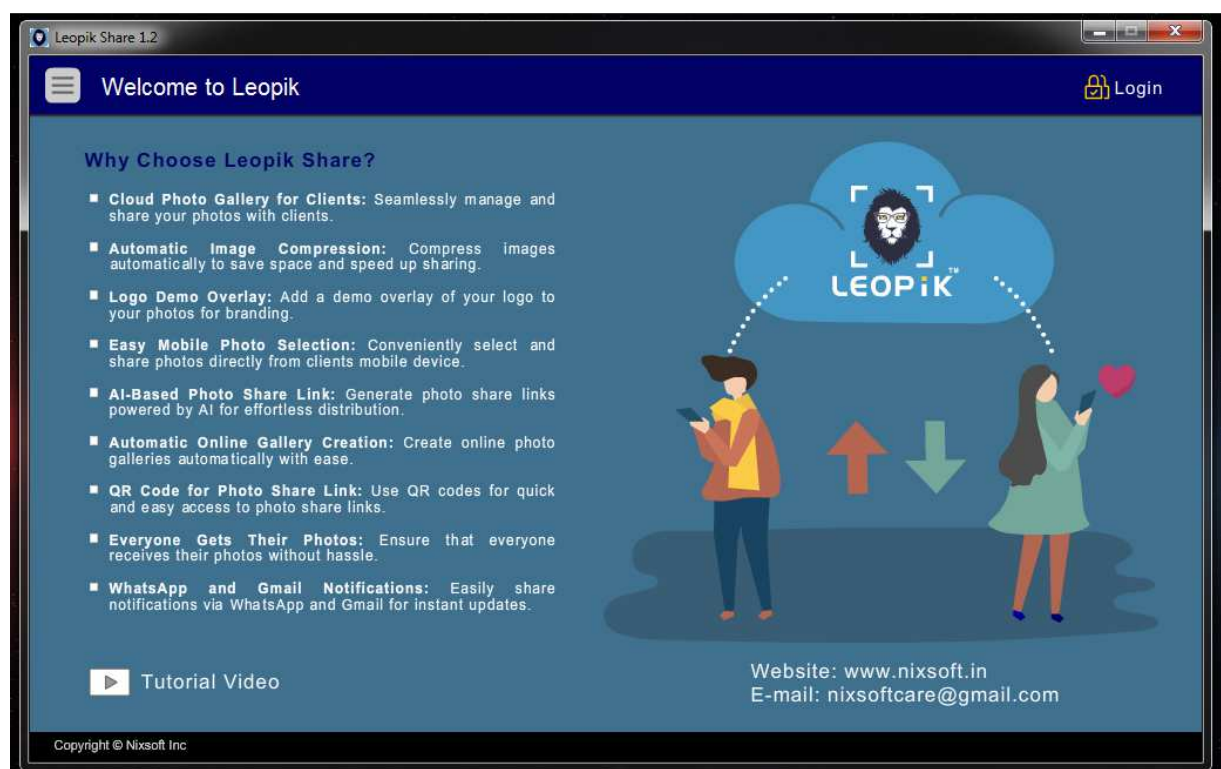 Leopik Share 1.2
Welcome to Leopik
Login
Why Choose Leopik Share?
Cloud Photo Gallery for Clients: Seamlessly manage and
share your photos with clients.
Automatic Image Compression: Compress images
automatically to save space and speed up sharing.
Logo Demo Overlay: Add a demo overlay of your logo to
your photos for branding.
Easy Mobile Photo Selection: Conveniently select and
share photos directly from clients mobile device.
AI-Based Photo Share Link: Generate photo share links
powered by AI for effortless distribution.
Automatic Online Gallery Creation: Create online photo
galleries automatically with ease.
QR Code for Photo Share Link: Use QR codes for quick
and easy access to photo share links.
Everyone Gets Their Photos: Ensure that everyone
receives their photos without hassle.
WhatsApp and Gmail Notifications: Easily share
notifications via WhatsApp and Gmail for instant updates.
LEOPiK™
Tutorial Video
Website: www.nixsoft.in
E-mail: nixsoftcare@gmail.com
Copyright © Nixsoft Inc